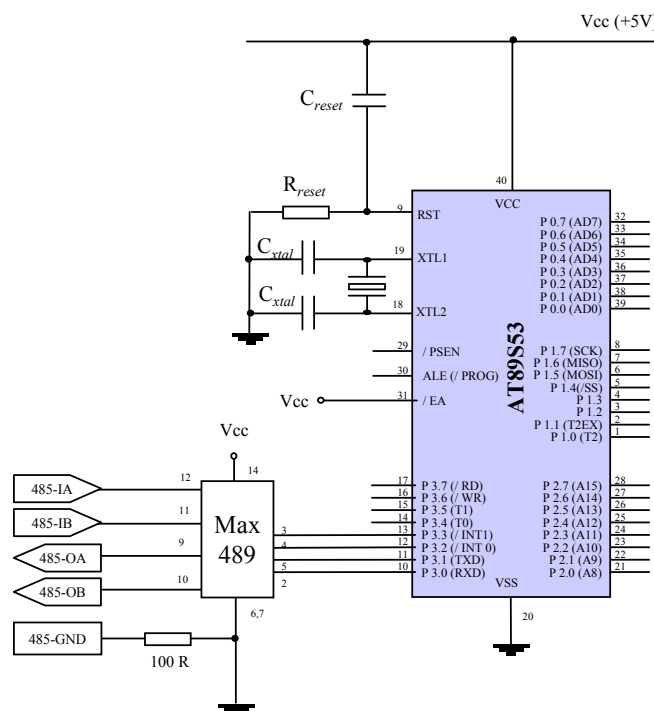 Vcc (+5V)
C reset
40
VCC
R reset
9
RST
C xtal
19
XTL1
C xtal
18
XTL2
29
/ PSEN
30
ALE (/ PROG)
Vcc
31
/ EA
AT89S53
P 0.7 (AD7)
32
P 0.6 (AD6)
33
P 0.5 (AD5)
34
P 0.4 (AD4)
35
P 0.3 (AD3)
36
P 0.2 (AD2)
37
P 0.1 (AD1)
38
P 0.0 (AD0)
39
P 1.7 (SCK)
8
P 1.6 (MISO)
7
P 1.5 (MOSI)
6
P 1.4(/SS)
5
P 1.3
4
P 1.2
3
P 1.1 (T2EX)
2
P 1.0 (T2)
1
17
P 3.7 (/ RD)
16
P 3.6 (/ WR)
15
P 3.5 (T1)
14
P 3.4 (T0)
13
P 3.3 (/ INT1)
12
P 3.2 (/ INT 0)
11
P 3.1 (TXD)
10
P 3.0 (RXD)
P 2.7 (A15)
28
P 2.6 (A14)
27
P 2.5 (A13)
26
P 2.4 (A12)
25
P 2.3 (A11)
24
P 2.2 (A10)
23
P 2.1 (A9)
22
P 2.0 (A8)
21
VSS
20
Vcc
14
485-IA
12
485-IB
11
485-OA
9
485-OB
10
Max
489
3
4
5
2
6,7
485-GND
100 R